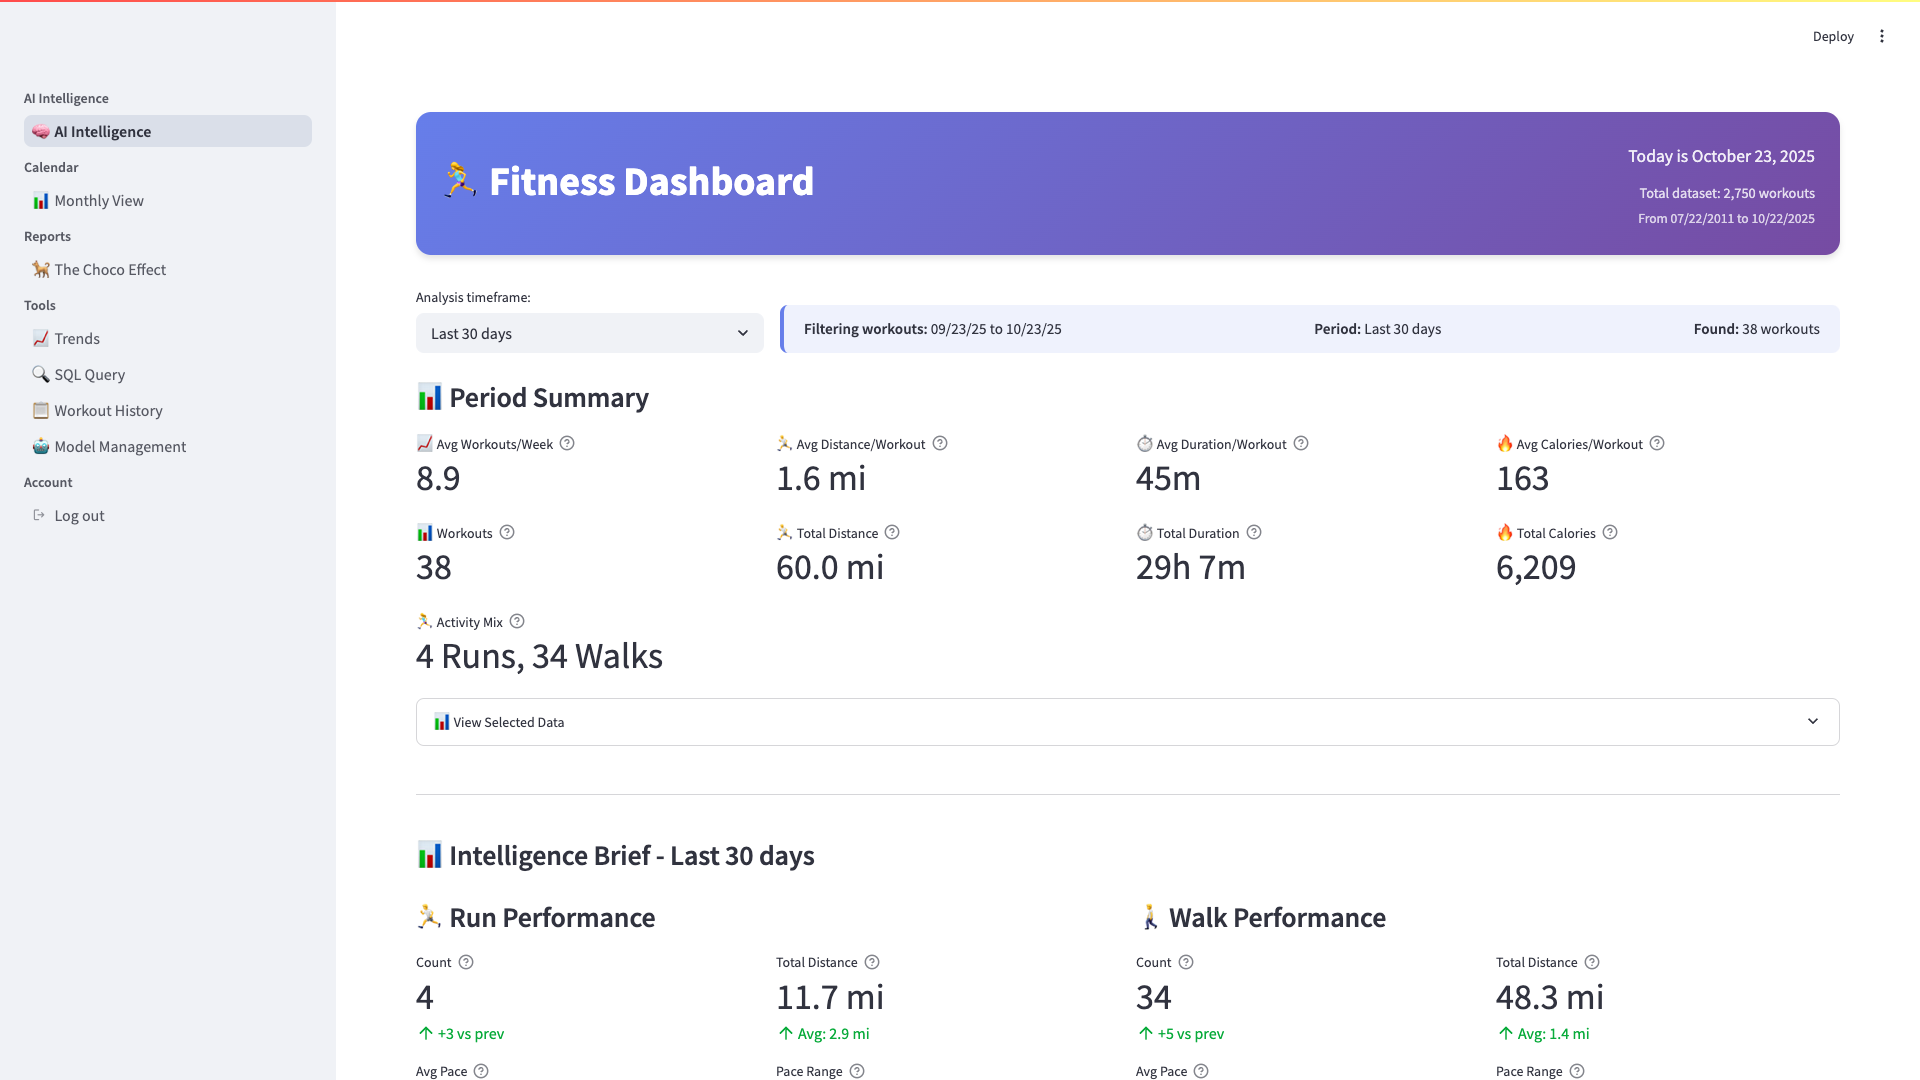 Deploy
AI Intelligence
AI Intelligence
Calendar
Monthly View
Reports
The Choco Effect
Tools
Trends
SQL Query
Workout History
Model Management
Account
Log out
Fitness Dashboard
Today is October 23, 2025
Total dataset: 2,750 workouts
From 07/22/2011 to 10/22/2025
Analysis timeframe:
Last 30 days
Filtering workouts: 09/23/25 to 10/23/25 Period: Last 30 days Found: 38 workouts
Period Summary
Avg Workouts/Week Avg Distance/Workout Avg Duration/Workout Avg Calories/Workout
8.9 1.6 mi 45m 163
Workouts Total Distance Total Duration Total Calories
38 60.0 mi 29h 7m 6,209
Activity Mix
4 Runs, 34 Walks
View Selected Data
Intelligence Brief - Last 30 days
Run Performance Walk Performance
Count Total Distance Count Total Distance
4 11.7 mi 34 48.3 mi
+3 vs prev Avg: 2.9 mi +5 vs prev Avg: 1.4 mi
Avg Pace Pace Range Avg Pace Pace Range